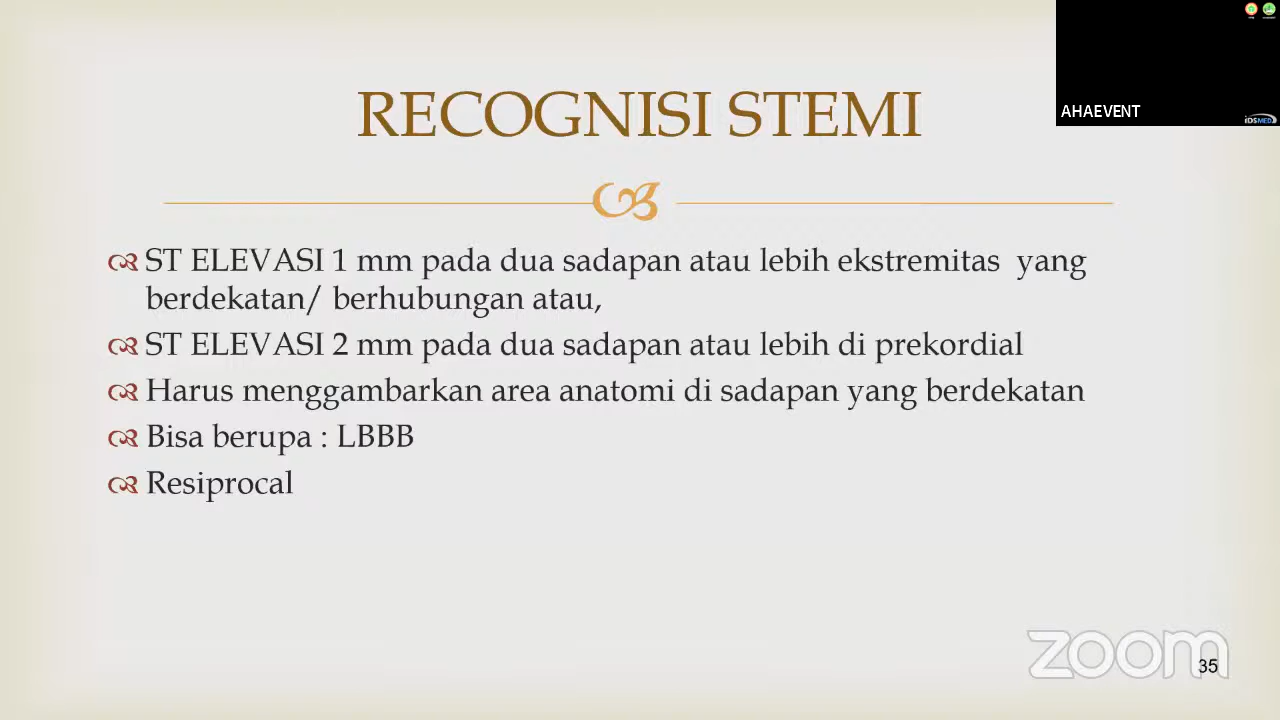 RECOGNISI STEMI
AHAEVENT
iDSMED
ST ELEVASI 1 mm pada dua sadapan atau lebih ekstremitas yang
berdekatan/ berhubungan atau,
ST ELEVASI 2 mm pada dua sadapan atau lebih di prekordial
Harus menggambarkan area anatomi di sadapan yang berdekatan
Bisa berupa : LBBB
Resiprocal
zoom
35